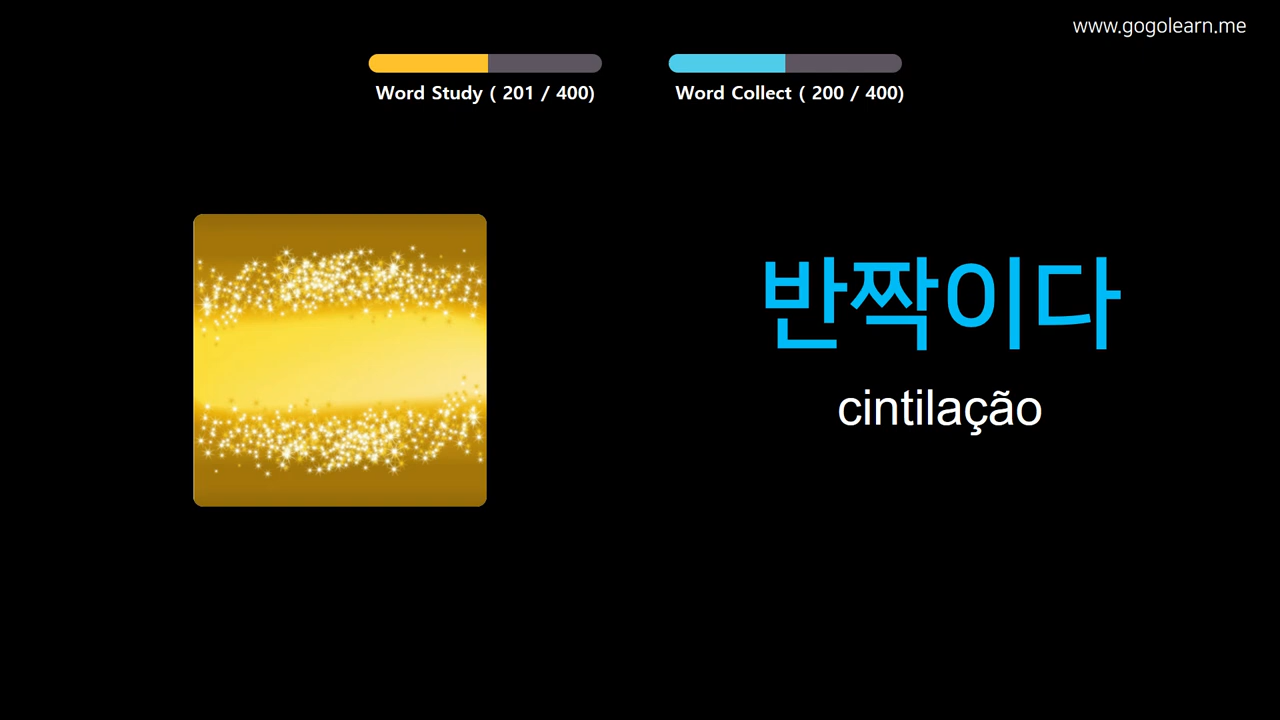 www.gogolearn.me
Word Study ( 201 / 400)
Word Collect ( 200 / 400)
반짝이다
cintilação